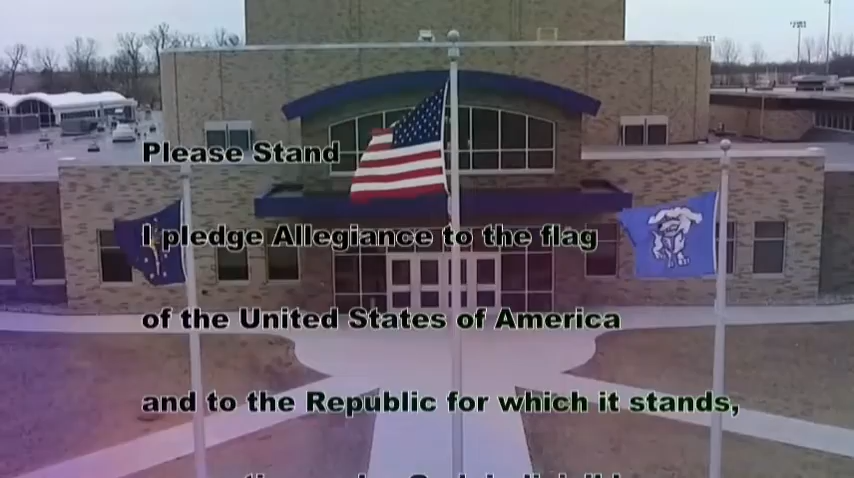 Please Stand
I pledge Allegiance to the flag
of the United States of America
and to the Republic for which it stands,